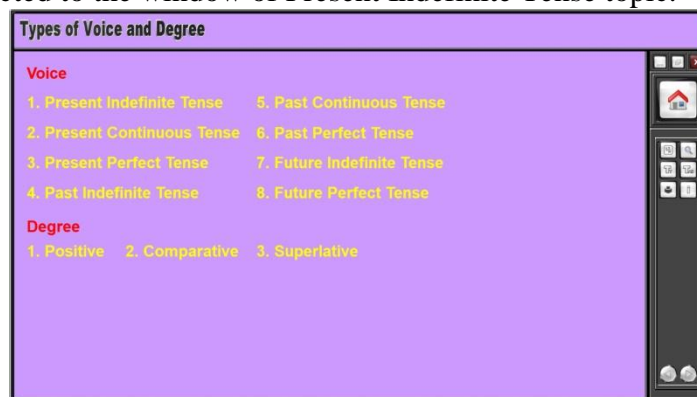 ted to the window of Present Indefinite Tense topic.
Types of Voice and Degree
Voice
1. Present Indefinite Tense 5. Past Continuous Tense
2. Present Continuous Tense 6. Past Perfect Tense
3. Present Perfect Tense 7. Future Indefinite Tense
4. Past Indefinite Tense 8. Future Perfect Tense
Degree
1. Positive 2. Comparative 3. Superlative